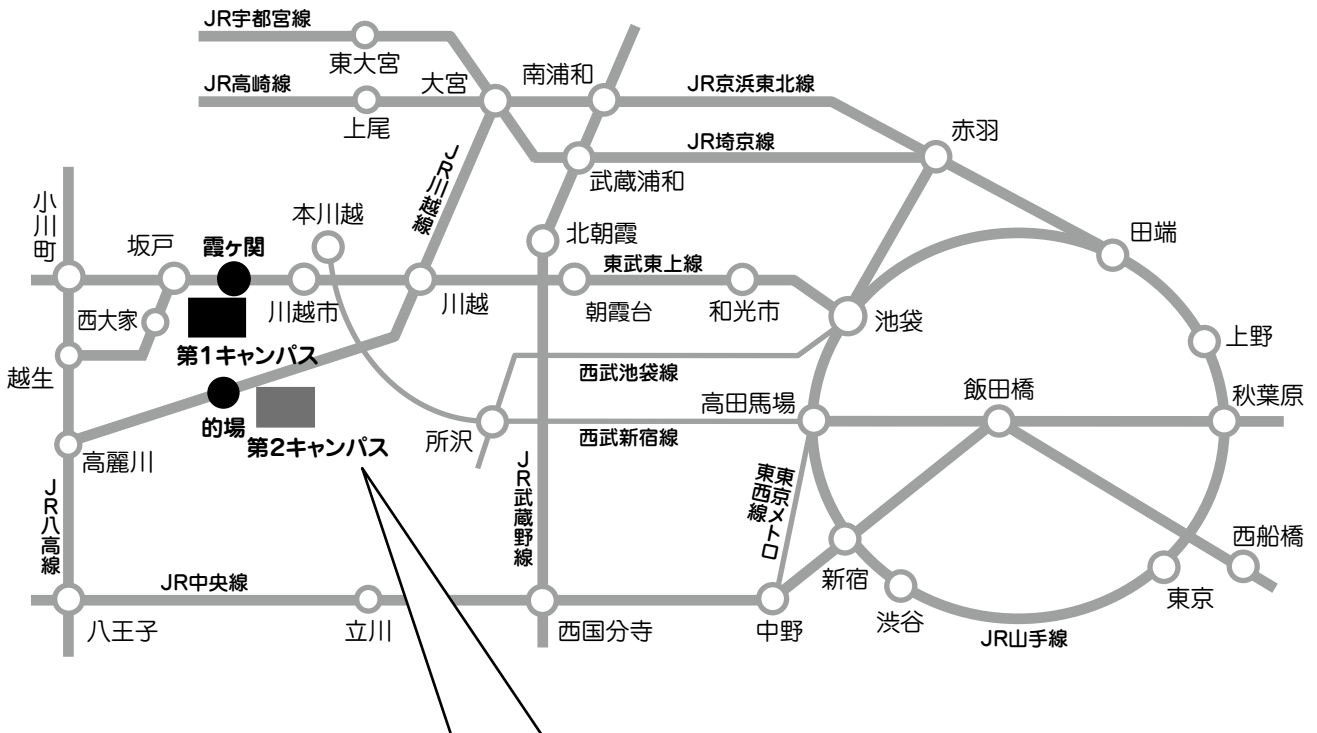 JR宇都宮線
東大宮
JR高崎線
上尾
大宮
南浦和
JR京浜東北線
赤羽
JR埼京線
武蔵浦和
JR川越線
小川町
坂戸
霞ヶ関
本川越
北朝霞
田端
東武東上線
西大家
川越市
川越
朝霞台
和光市
池袋
上野
第1キャンパス
越生
西武池袋線
高田馬場
飯田橋
秋葉原
的場
第2キャンパス
所沢
西武新宿線
高麗川
JR八高線
JR武蔵野線
東京メトロ
東西線
新宿
西船橋
JR中央線
八王子
立川
西国分寺
中野
渋谷
東京
JR山手線